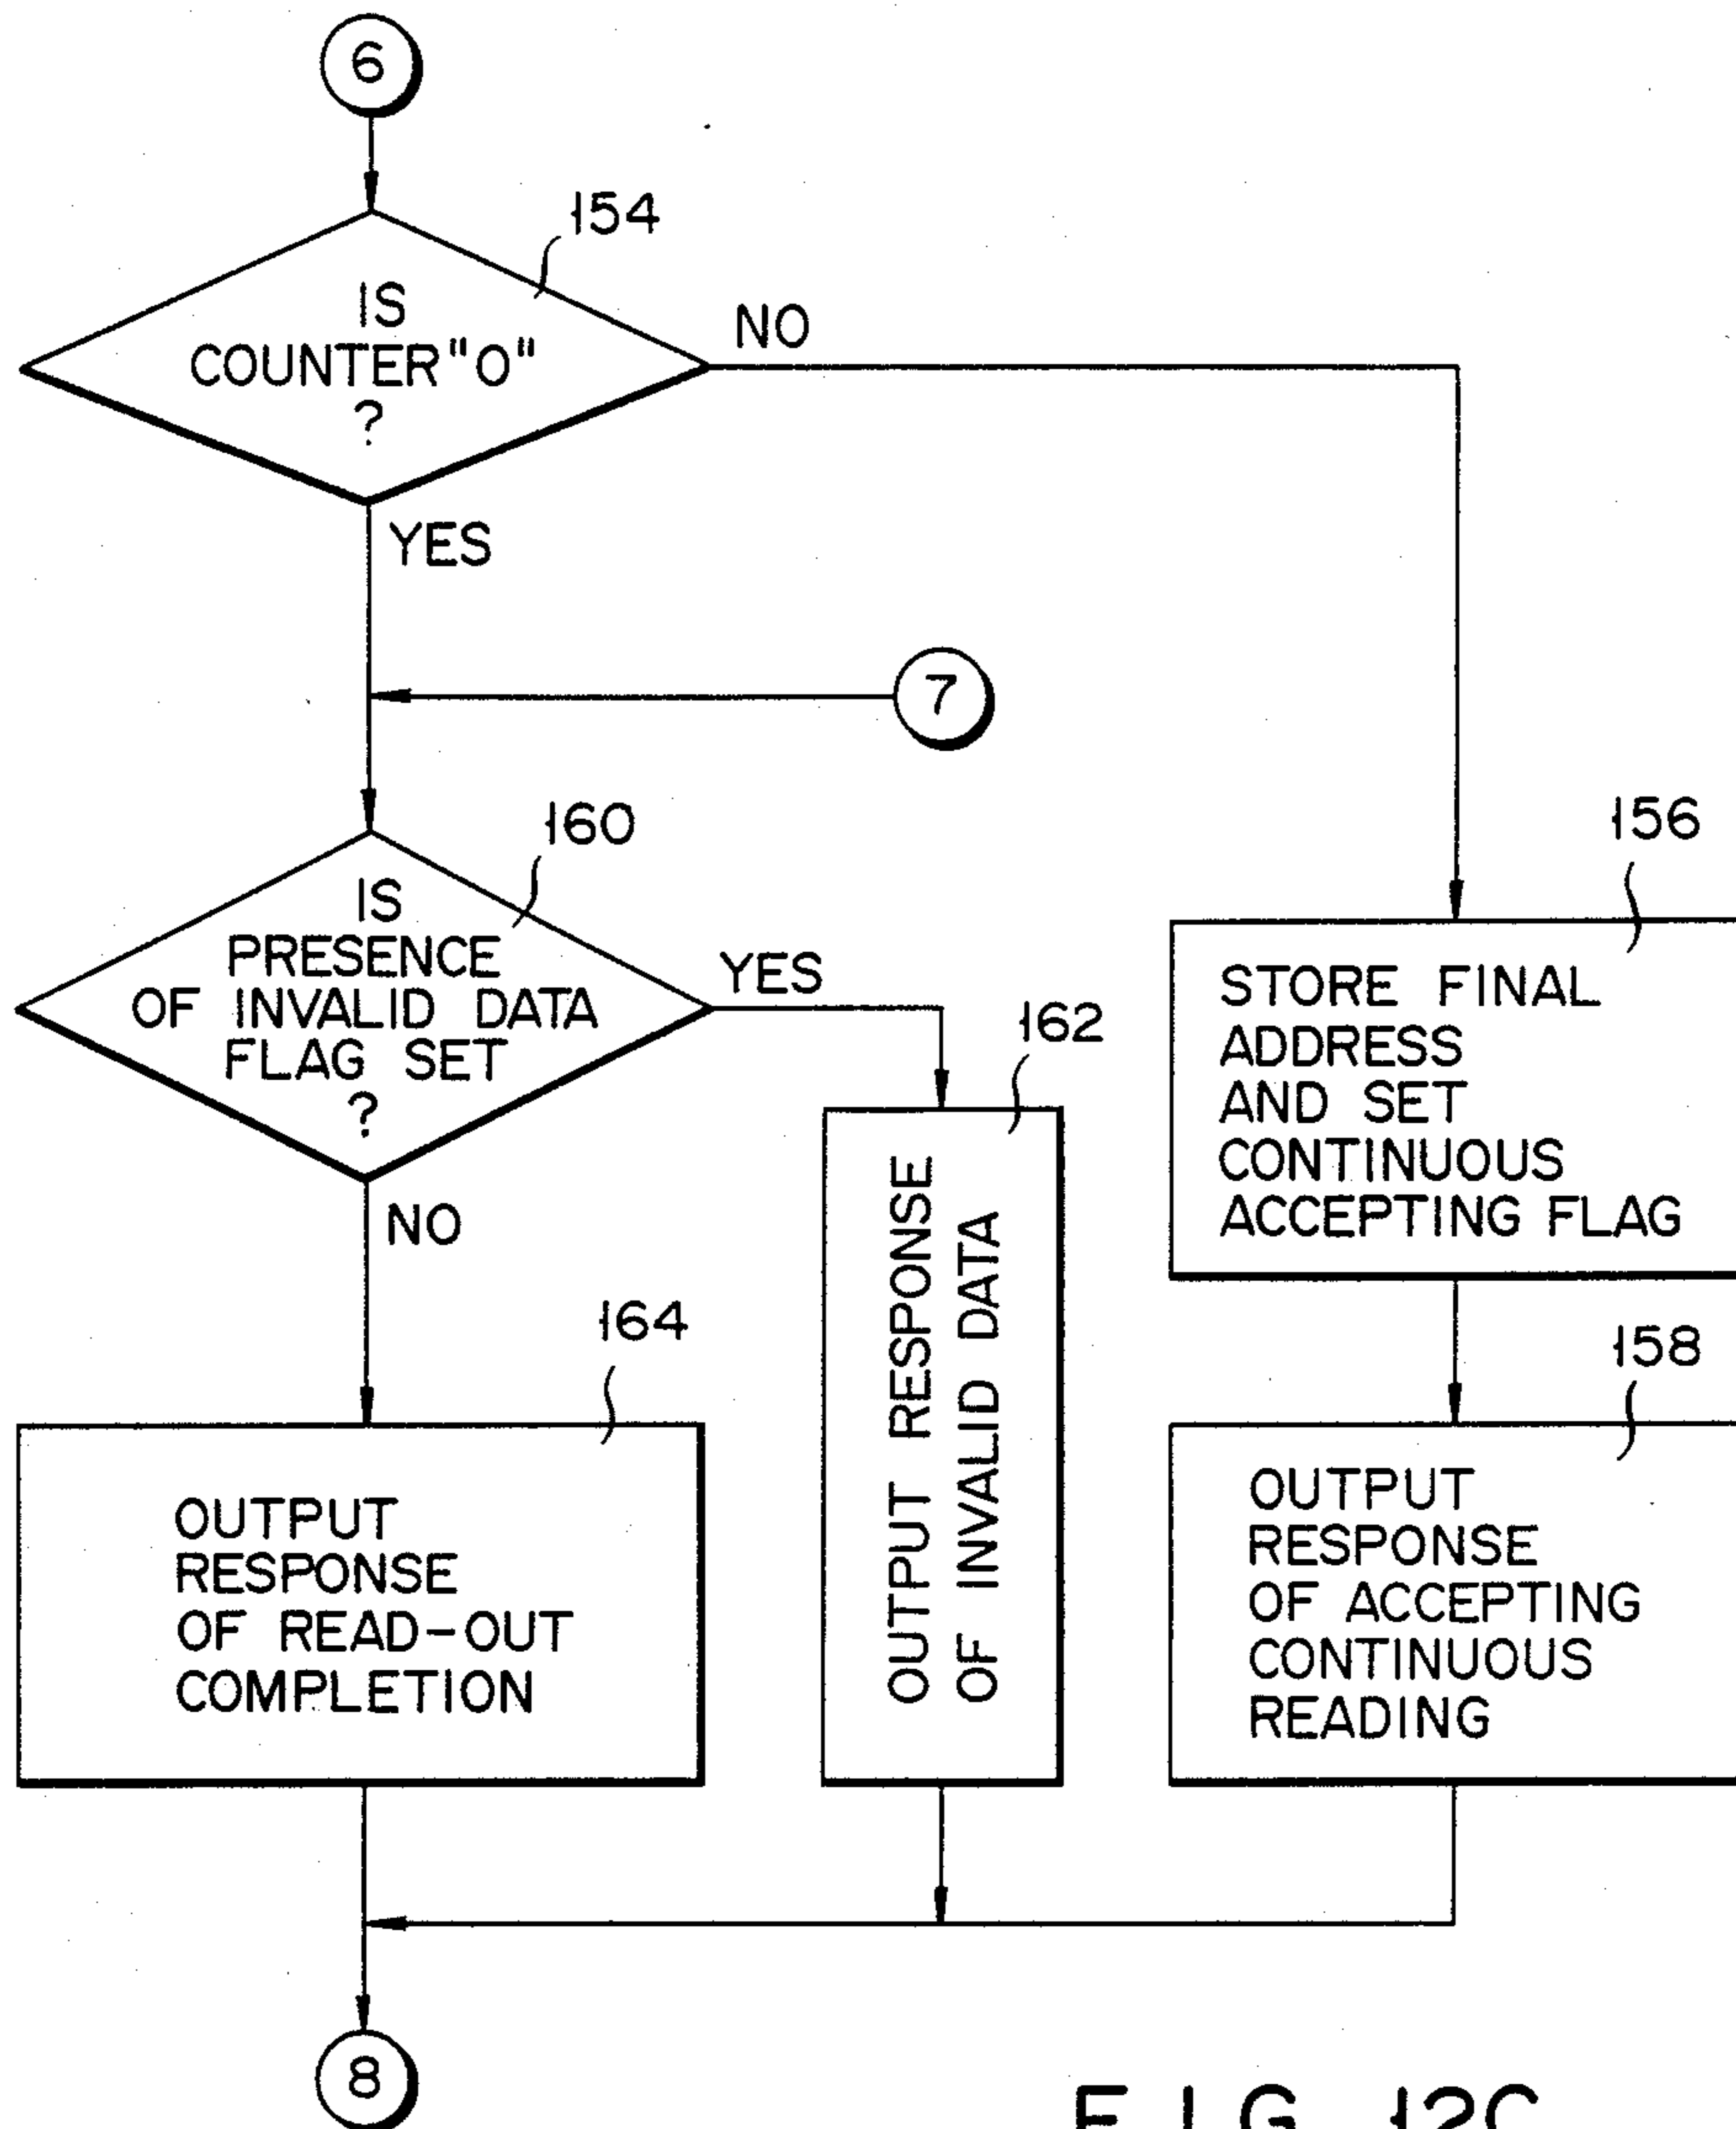 6
154
IS
COUNTER "0"
?
NO
YES
7
160
IS
PRESENCE
OF INVALID DATA
FLAG SET
?
YES
NO
156
STORE FINAL
ADDRESS
AND SET
CONTINUOUS
ACCEPTING FLAG
162
OUTPUT RESPONSE
OF INVALID DATA
164
OUTPUT
RESPONSE
OF READ-OUT
COMPLETION
158
OUTPUT
RESPONSE
OF ACCEPTING
CONTINUOUS
READING
8
FIG. 12C